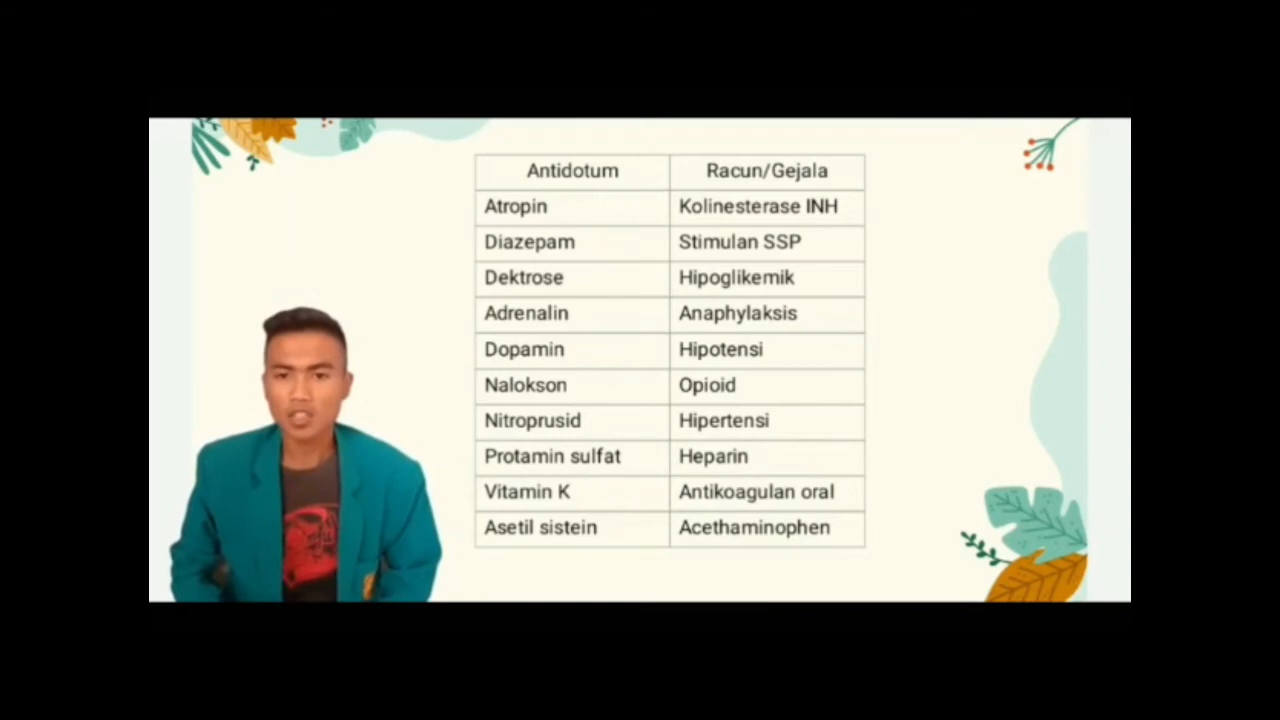 Antidotum Racun/Gejala
Atropin Kolinesterase INH
Diazepam Stimulan SSP
Dektrose Hipoglikemik
Adrenalin Anaphylaksis
Dopamin Hipotensi
Nalokson Opioid
Nitroprusid Hipertensi
Protamin sulfat Heparin
Vitamin K Antikoagulan oral
Asetil sistein Acethaminophen